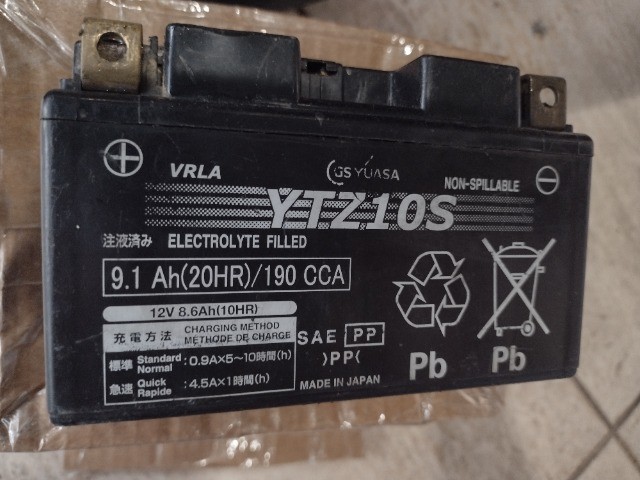 ⊕ VRLA GS YUASA NON-SPILLABLE ⊖
YTZ10S
注液済み ELECTROLYTE FILLED
9.1 Ah(20HR)/190 CCA
12V 8.6Ah(10HR)
充電方法 CHARGING METHOD
METHODE DE CHARGE
標準 Standard Normal :0.9A×5~10時間(h)
急速 Quick Rapide :4.5A×1時間(h)
SAE PP
>PP<
MADE IN JAPAN
Pb Pb